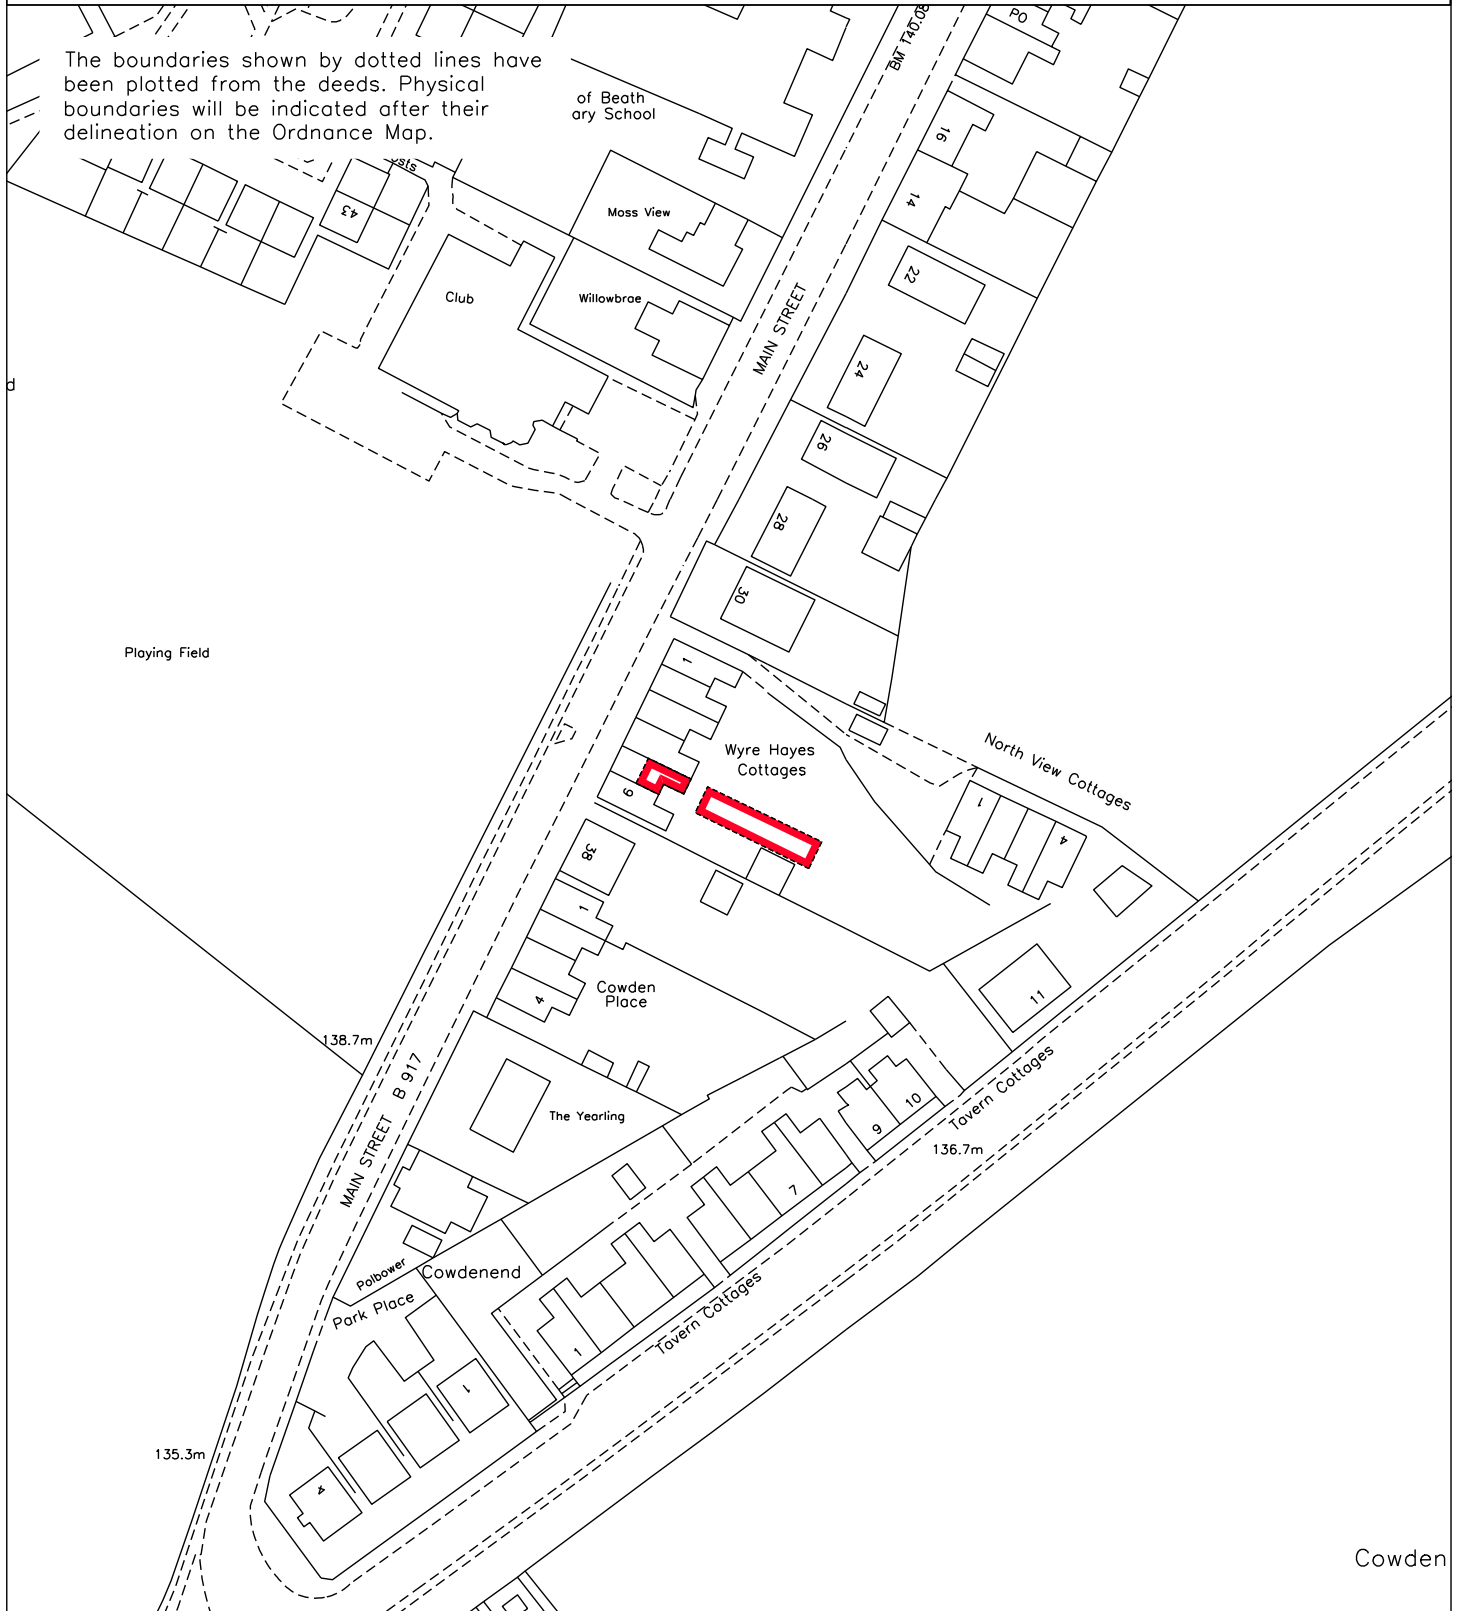 The boundaries shown by dotted lines have
been plotted from the deeds. Physical
boundaries will be indicated after their
delineation on the Ordnance Map.
PO
BM 140.08
of Beath
ary School
16
14
43
Moss View
22
Club
Willowbrae
MAIN STREET
24
d
26
28
30
Playing Field
1
Wyre Hayes
Cottages
North View Cottages
6
1
4
38
1
Cowden
Place
4
11
138.7m
MAIN STREET B 917
The Yearling
10
9
Tavern Cottages
136.7m
7
Polbower
Cowdenend
Park Place
Tavern Cottages
1
1
135.3m
4
Cowden